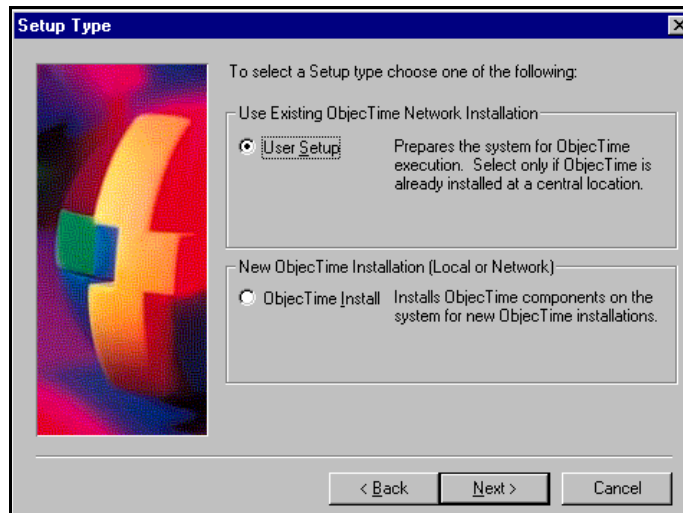 Setup Type
To select a Setup type choose one of the following:
Use Existing ObjecTime Network Installation
User Setup
Prepares the system for ObjecTime
execution. Select only if ObjecTime is
already installed at a central location.
New ObjecTime Installation (Local or Network)
ObjecTime Install
Installs ObjecTime components on the
system for new ObjecTime installations.
< Back
Next >
Cancel